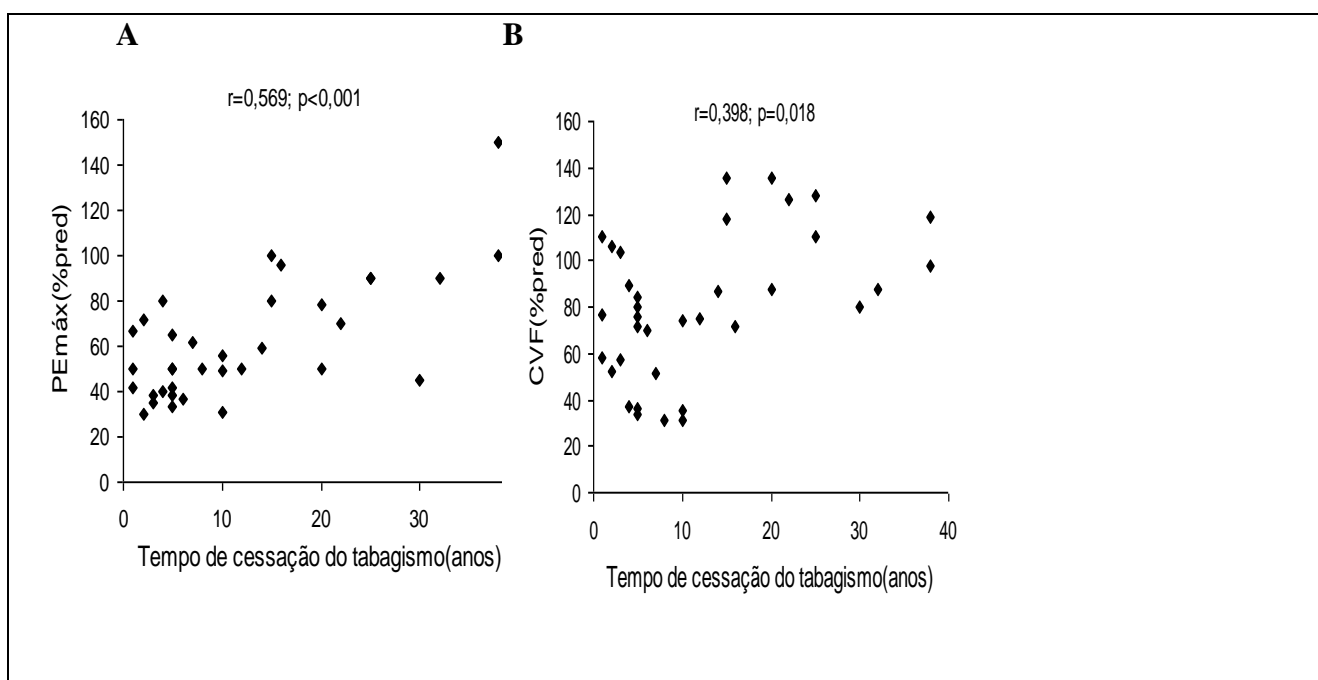 A
r=0,569; p<0,001
PEmáx(%pred)
160
140
120
100
80
60
40
20
0
0 10 20 30
Tempo de cessação do tabagismo(anos)
B
r=0,398; p=0,018
CVF(%pred)
160
140
120
100
80
60
40
20
0
0 10 20 30 40
Tempo de cessação do tabagismo(anos)